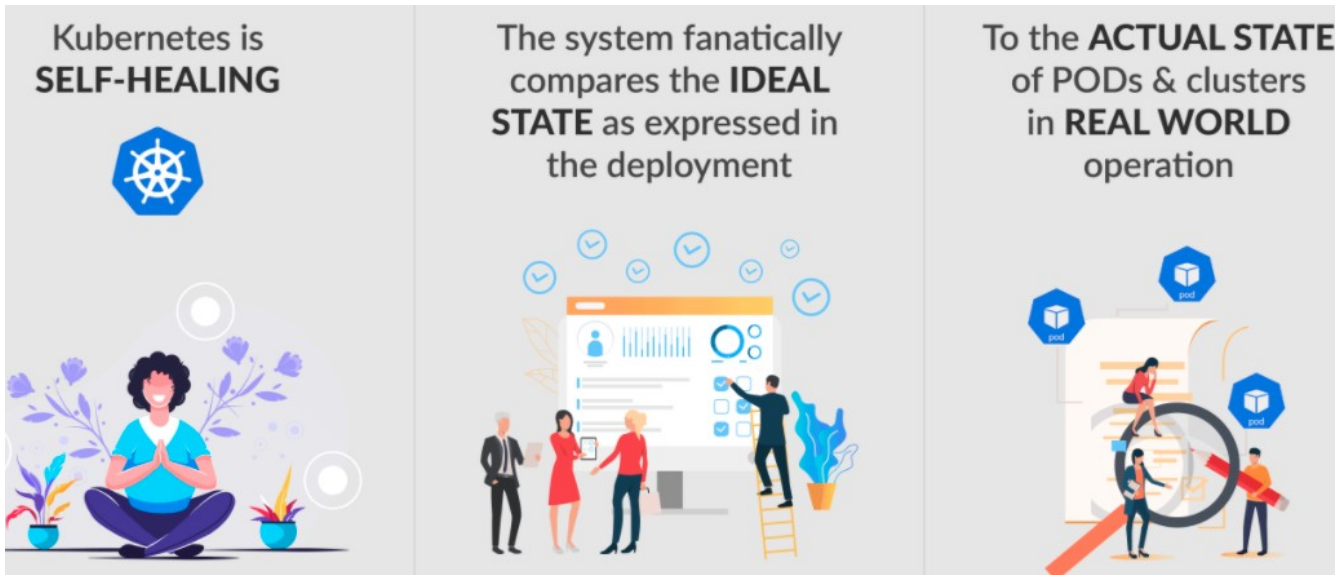 Kubernetes is
SELF-HEALING
The system fanatically
compares the IDEAL
STATE as expressed in
the deployment
To the ACTUAL STATE
of PODs & clusters
in REAL WORLD
operation
pod
pod
pod